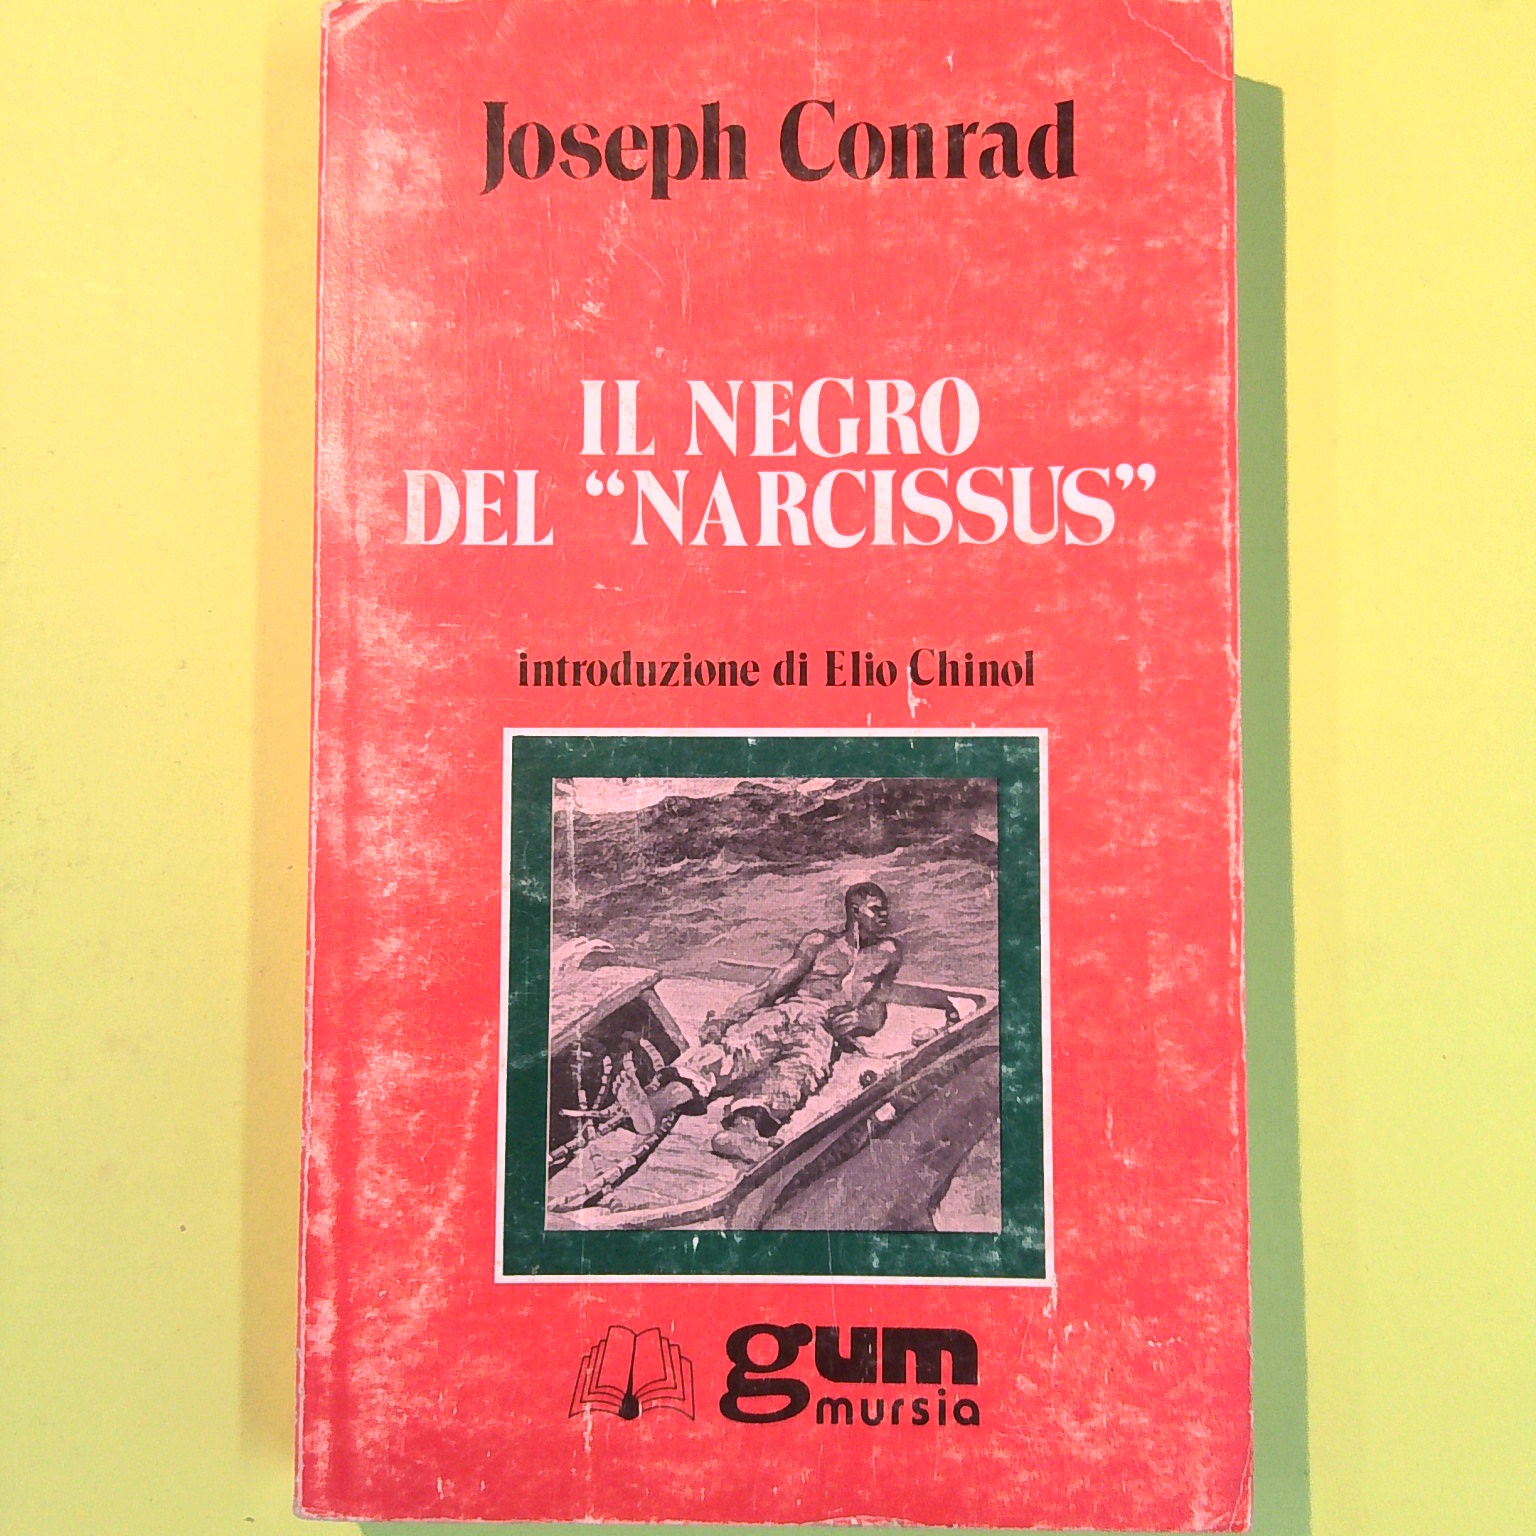 Joseph Conrad
IL NEGRO
DEL “NARCISSUS”
introduzione di Elio Chinol
gum
mursia